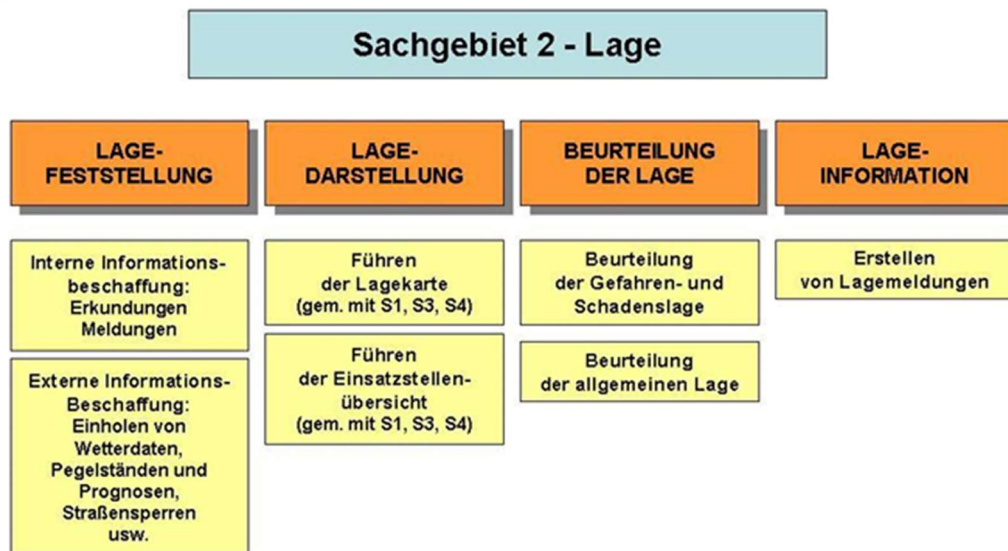 Sachgebiet 2 - Lage
LAGE-
FESTSTELLUNG
Interne Informations-
beschaffung:
Erkundungen
Meldungen
Externe Informations-
Beschaffung:
Einholen von
Wetterdaten,
Pegelständen und
Prognosen,
Straßensperren
usw.
LAGE-
DARSTELLUNG
Führen
der Lagekarte
(gem. mit S1, S3, S4)
Führen
der Einsatzstellen-
übersicht
(gem. mit S1, S3, S4)
BEURTEILUNG
DER LAGE
Beurteilung
der Gefahren- und
Schadenslage
Beurteilung
der allgemeinen Lage
LAGE-
INFORMATION
Erstellen
von Lagemeldungen